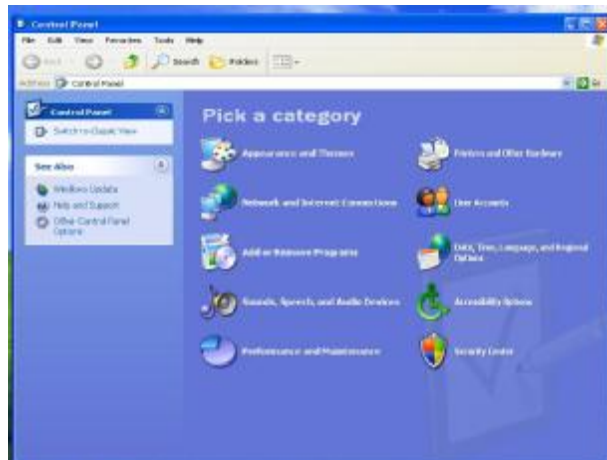 Control Panel
File Edit View Favorites Tools Help
Search Folders
Address Control Panel Go
Control Panel
Switch to Classic View
See Also
Windows Update
Help and Support
Other Control Panel
Options
Pick a category
Appearance and Themes
Printers and Other Hardware
Network and Internet Connections
User Accounts
Add or Remove Programs
Date, Time, Language, and Regional
Options
Sounds, Speech, and Audio Devices
Accessibility Options
Performance and Maintenance
Security Center